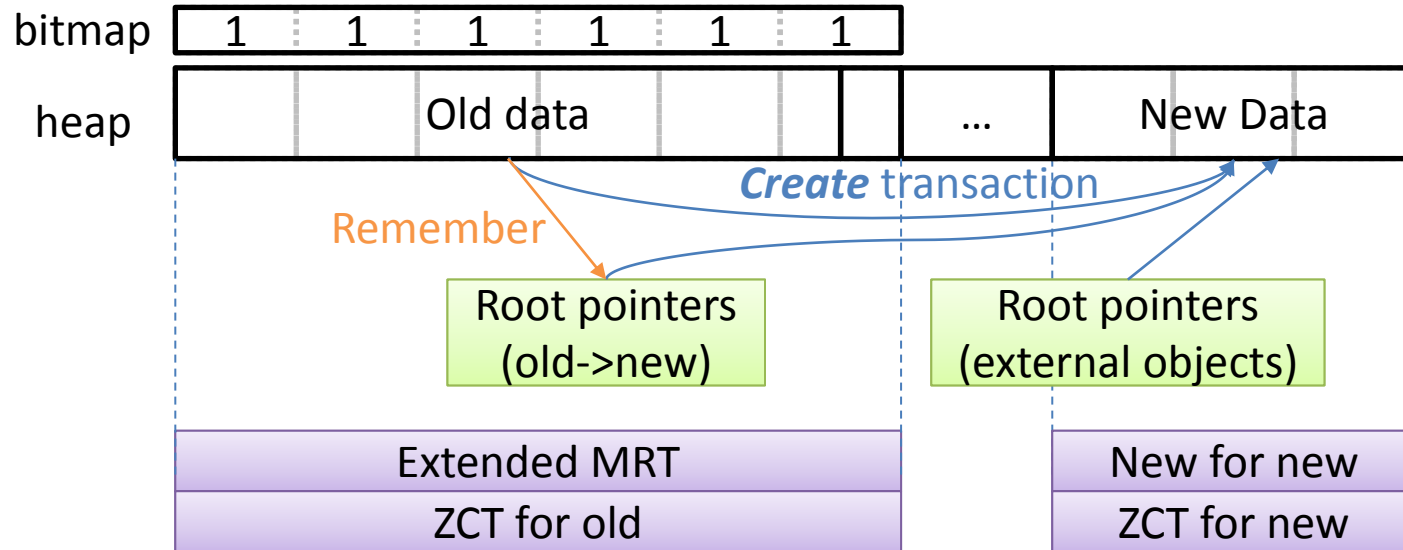 bitmap 1 1 1 1 1 1
heap Old data ... New Data
Create transaction
Remember
Root pointers
(old->new)
Root pointers
(external objects)
Extended MRT New for new
ZCT for old ZCT for new